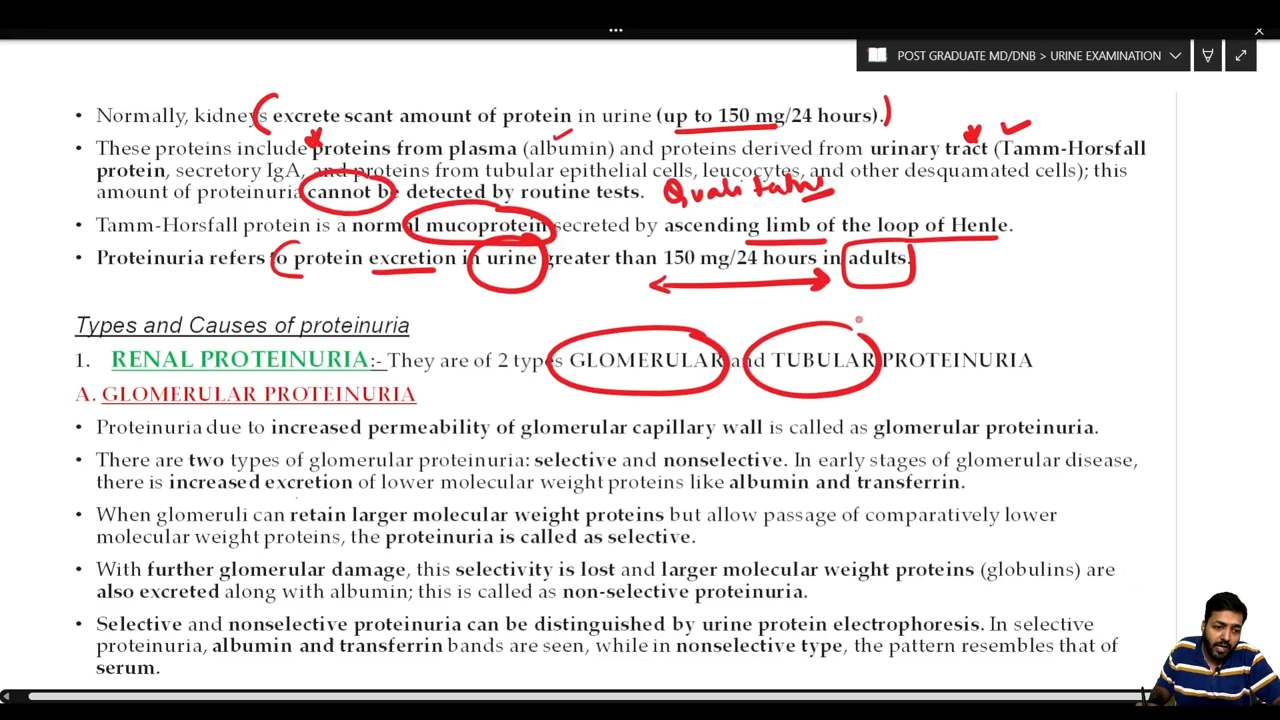 POST GRADUATE MD/DNB > URINE EXAMINATION
• Normally, kidneys excrete scant amount of protein in urine (up to 150 mg/24 hours).
• These proteins include proteins from plasma (albumin) and proteins derived from urinary tract (Tamm-Horsfall
protein, secretory IgA, and proteins from tubular epithelial cells, leucocytes, and other desquamated cells); this
amount of proteinuria cannot be detected by routine tests.
• Tamm-Horsfall protein is a normal mucoprotein secreted by ascending limb of the loop of Henle.
• Proteinuria refers to protein excretion in urine greater than 150 mg/24 hours in adults.
Types and Causes of proteinuria
1. RENAL PROTEINURIA:- They are of 2 types GLOMERULAR and TUBULAR PROTEINURIA
A. GLOMERULAR PROTEINURIA
• Proteinuria due to increased permeability of glomerular capillary wall is called as glomerular proteinuria.
• There are two types of glomerular proteinuria: selective and nonselective. In early stages of glomerular disease,
there is increased excretion of lower molecular weight proteins like albumin and transferrin.
• When glomeruli can retain larger molecular weight proteins but allow passage of comparatively lower
molecular weight proteins, the proteinuria is called as selective.
• With further glomerular damage, this selectivity is lost and larger molecular weight proteins (globulins) are
also excreted along with albumin; this is called as non-selective proteinuria.
• Selective and nonselective proteinuria can be distinguished by urine protein electrophoresis. In selective
proteinuria, albumin and transferrin bands are seen, while in nonselective type, the pattern resembles that of
serum.